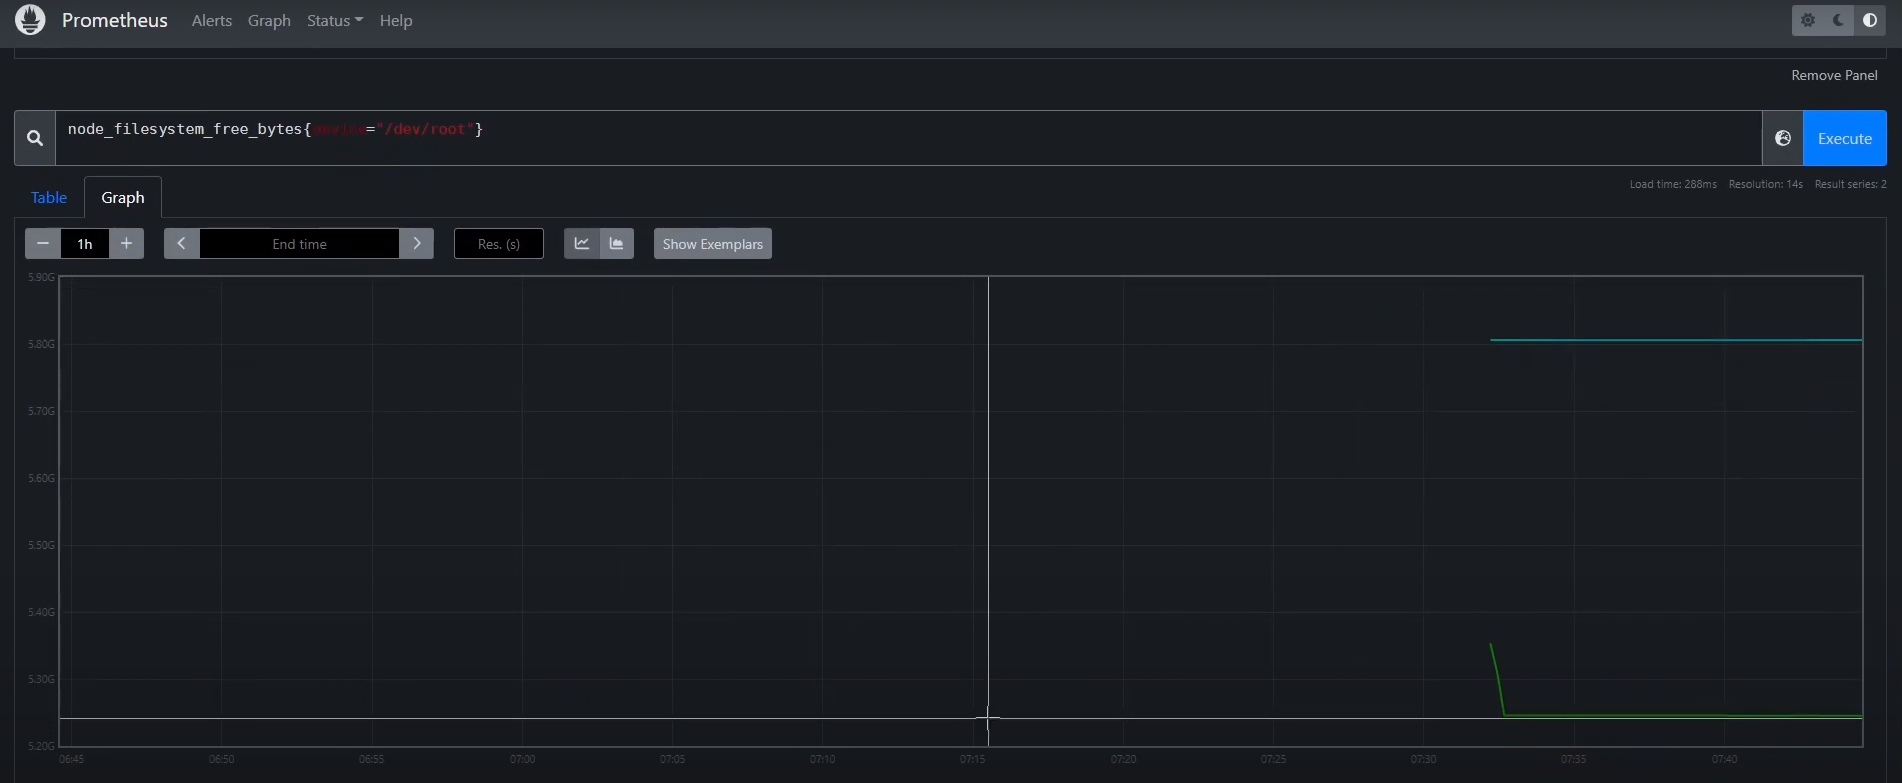 Prometheus Alerts Graph Status Help
Remove Panel
node_filesystem_free_bytes{device="/dev/root"}
Execute
Table Graph
Load time: 288ms Resolution: 14s Result series: 2
1h End time Res. (s) Show Exemplars
5.90G
5.80G
5.70G
5.60G
5.50G
5.40G
5.30G
5.20G
06:45 06:50 06:55 07:00 07:05 07:10 07:15 07:20 07:25 07:30 07:35 07:40